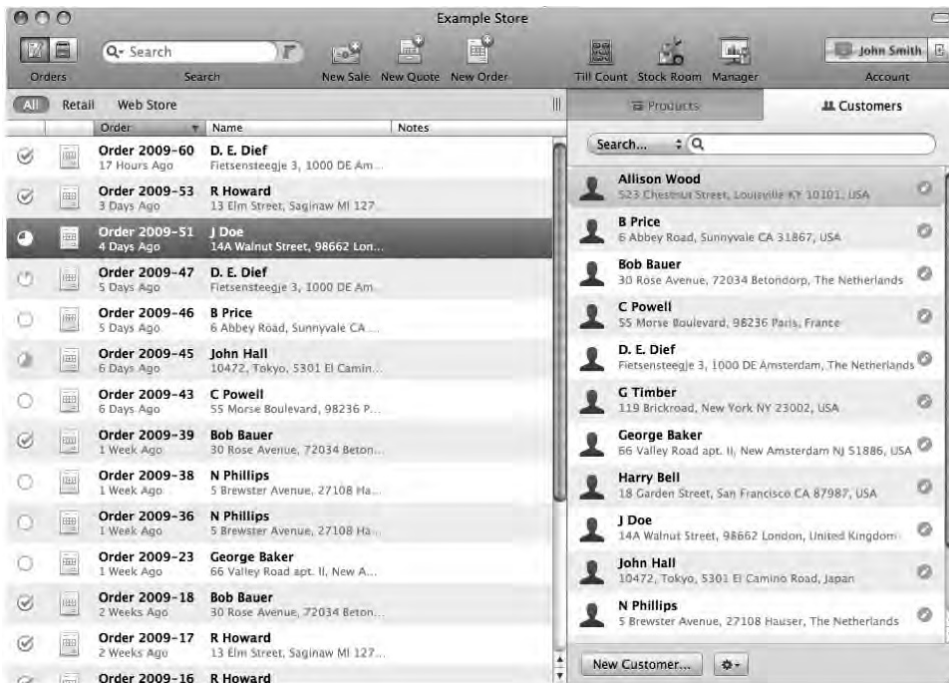 Example Store
Search
John Smith
Orders
Search
New Sale
New Quote
New Order
Till Count
Stock Room
Manager
Account
All
Retail
Web Store
Order
Name
Notes
Order 2009-60 D. E. Dief
17 Hours Ago Fietsensteegje 3, 1000 DE Am...
Order 2009-53 R Howard
3 Days Ago 13 Elm Street, Saginaw MI 127...
Order 2009-51 J Doe
4 Days Ago 14A Walnut Street, 98662 Lon...
Order 2009-47 D. E. Dief
5 Days Ago Fietsensteegje 3, 1000 DE Am...
Order 2009-46 B Price
5 Days Ago 6 Abbey Road, Sunnyvale CA ...
Order 2009-45 John Hall
6 Days Ago 10472, Tokyo, 5301 El Camin...
Order 2009-43 C Powell
6 Days Ago 55 Morse Boulevard, 98236 P...
Order 2009-39 Bob Bauer
1 Week Ago 30 Rose Avenue, 72034 Beton...
Order 2009-38 N Phillips
1 Week Ago 5 Brewster Avenue, 27108 Ha...
Order 2009-36 N Phillips
1 Week Ago 5 Brewster Avenue, 27108 Ha...
Order 2009-23 George Baker
1 Week Ago 66 Valley Road apt. II, New A...
Order 2009-18 Bob Bauer
2 Weeks Ago 30 Rose Avenue, 72034 Beton...
Order 2009-17 R Howard
2 Weeks Ago 13 Elm Street, Saginaw MI 127...
Order 2009-16 R Howard
Products
Customers
Search...
Allison Wood
523 Chestnut Street, Louisville KY 10101, USA
B Price
6 Abbey Road, Sunnyvale CA 31867, USA
Bob Bauer
30 Rose Avenue, 72034 Betondorp, The Netherlands
C Powell
55 Morse Boulevard, 98236 Paris, France
D. E. Dief
Fietsensteegje 3, 1000 DE Amsterdam, The Netherlands
G Timber
119 Brickroad, New York NY 23002, USA
George Baker
66 Valley Road apt. II, New Amsterdam NJ 51886, USA
Harry Bell
18 Garden Street, San Francisco CA 87987, USA
J Doe
14A Walnut Street, 98662 London, United Kingdom
John Hall
10472, Tokyo, 5301 El Camino Road, Japan
N Phillips
5 Brewster Avenue, 27108 Hauser, The Netherlands
New Customer...